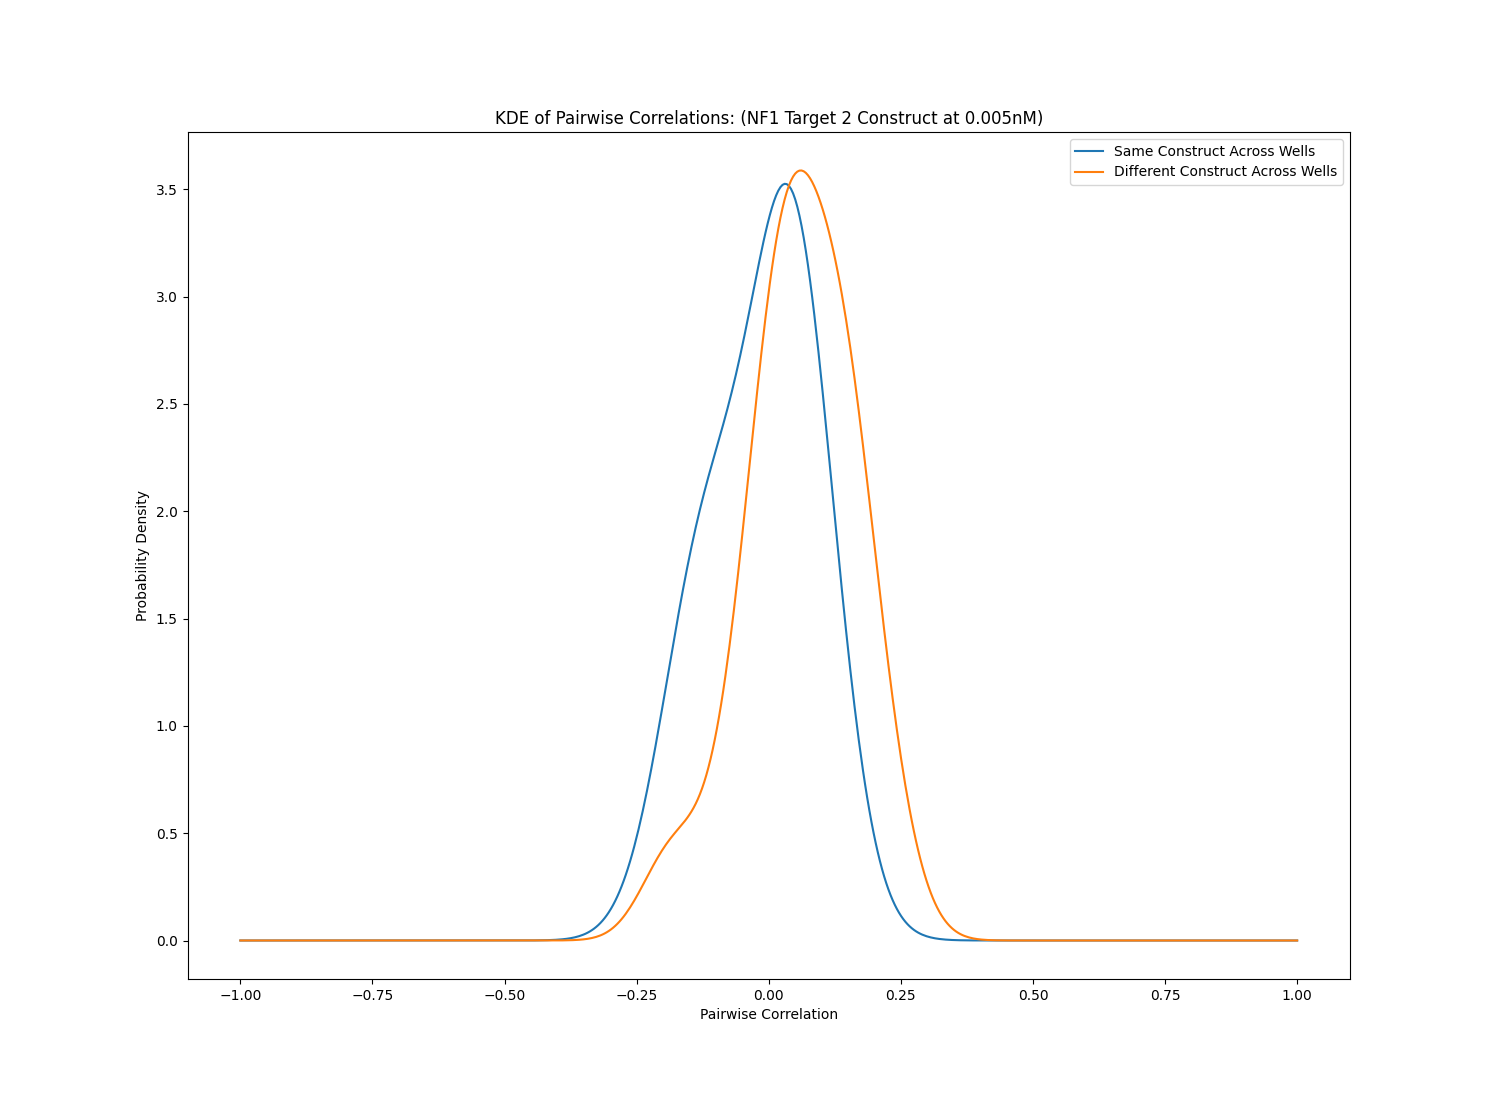 KDE of Pairwise Correlations: (NF1 Target 2 Construct at 0.005nM)
Same Construct Across Wells
Different Construct Across Wells
3.5
3.0
2.5
2.0
1.5
1.0
0.5
0.0
Probability Density
−1.00 −0.75 −0.50 −0.25 0.00 0.25 0.50 0.75 1.00
Pairwise Correlation